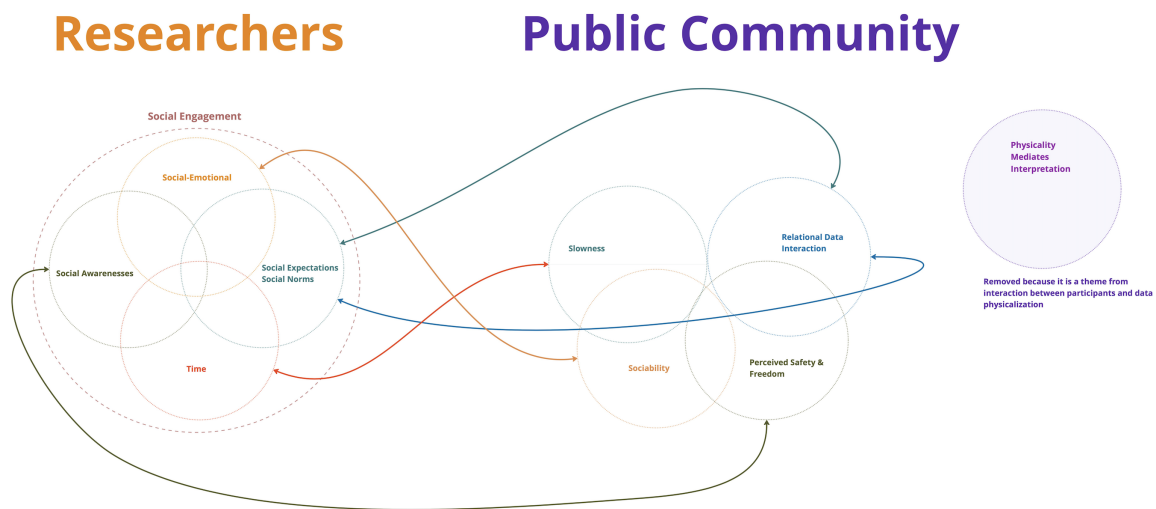 Researchers
Public Community
Social Engagement
Social-Emotional
Social Awarenesses
Social Expectations
Social Norms
Time
Slowness
Relational Data
Interaction
Sociability
Perceived Safety &
Freedom
Physicality
Mediates
Interpretation
Removed because it is a theme from
interaction between participants and data
physicalization